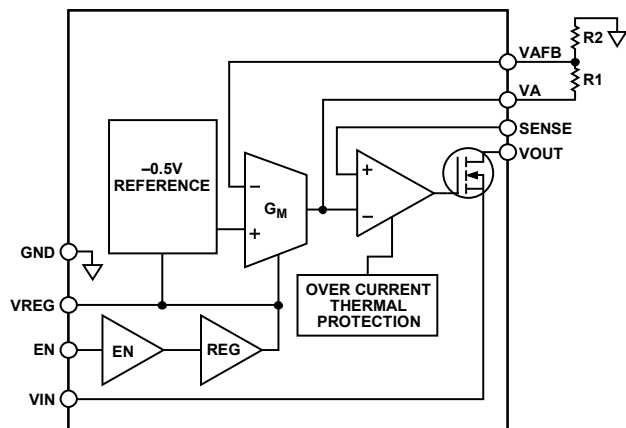 VAFB
R2
R1
VA
SENSE
VOUT
–0.5V
REFERENCE
–
GM
+
+
–
GND
VREG
OVER CURRENT
THERMAL
PROTECTION
EN
EN
REG
VIN